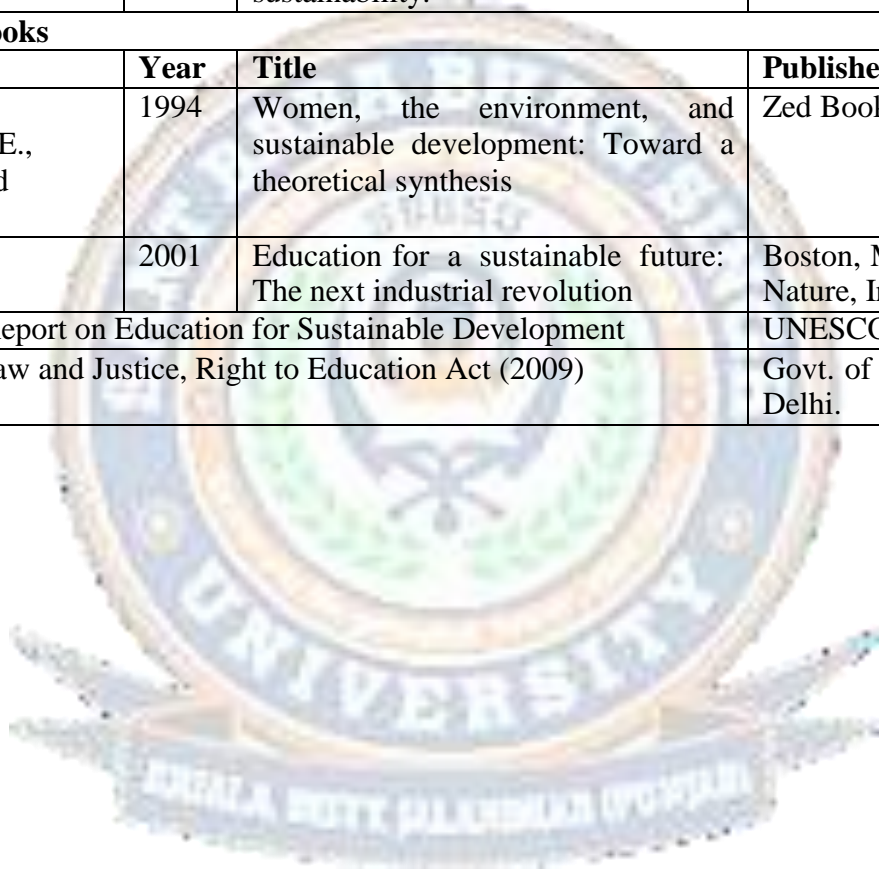 sustainability.
ooks
Year Title Publishe
1994 Women, the environment, and Zed Book
E., sustainable development: Toward a
d theoretical synthesis
2001 Education for a sustainable future: Boston, M
The next industrial revolution Nature, In
eport on Education for Sustainable Development UNESCO
aw and Justice, Right to Education Act (2009) Govt. of
Delhi.
UNIVERSITY